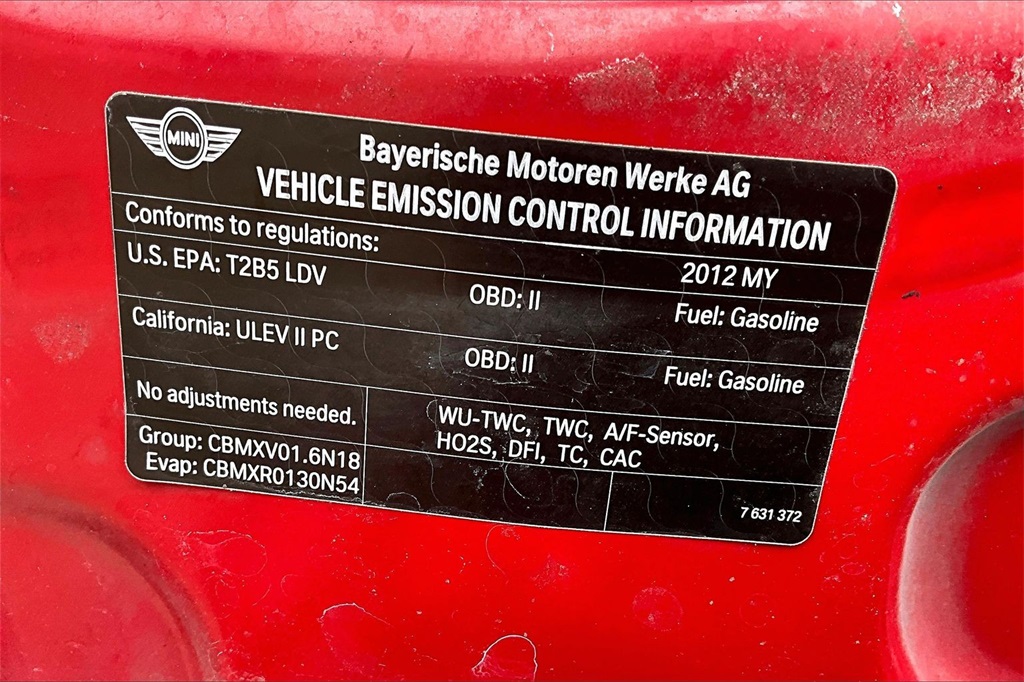 MINI
Bayerische Motoren Werke AG
VEHICLE EMISSION CONTROL INFORMATION
Conforms to regulations: 2012 MY
U.S. EPA: T2B5 LDV OBD: II Fuel: Gasoline
California: ULEV II PC OBD: II Fuel: Gasoline
No adjustments needed.
Group: CBMXV01.6N18
Evap: CBMXR0130N54
WU-TWC, TWC, A/F-Sensor,
HO2S, DFI, TC, CAC
7 631 372